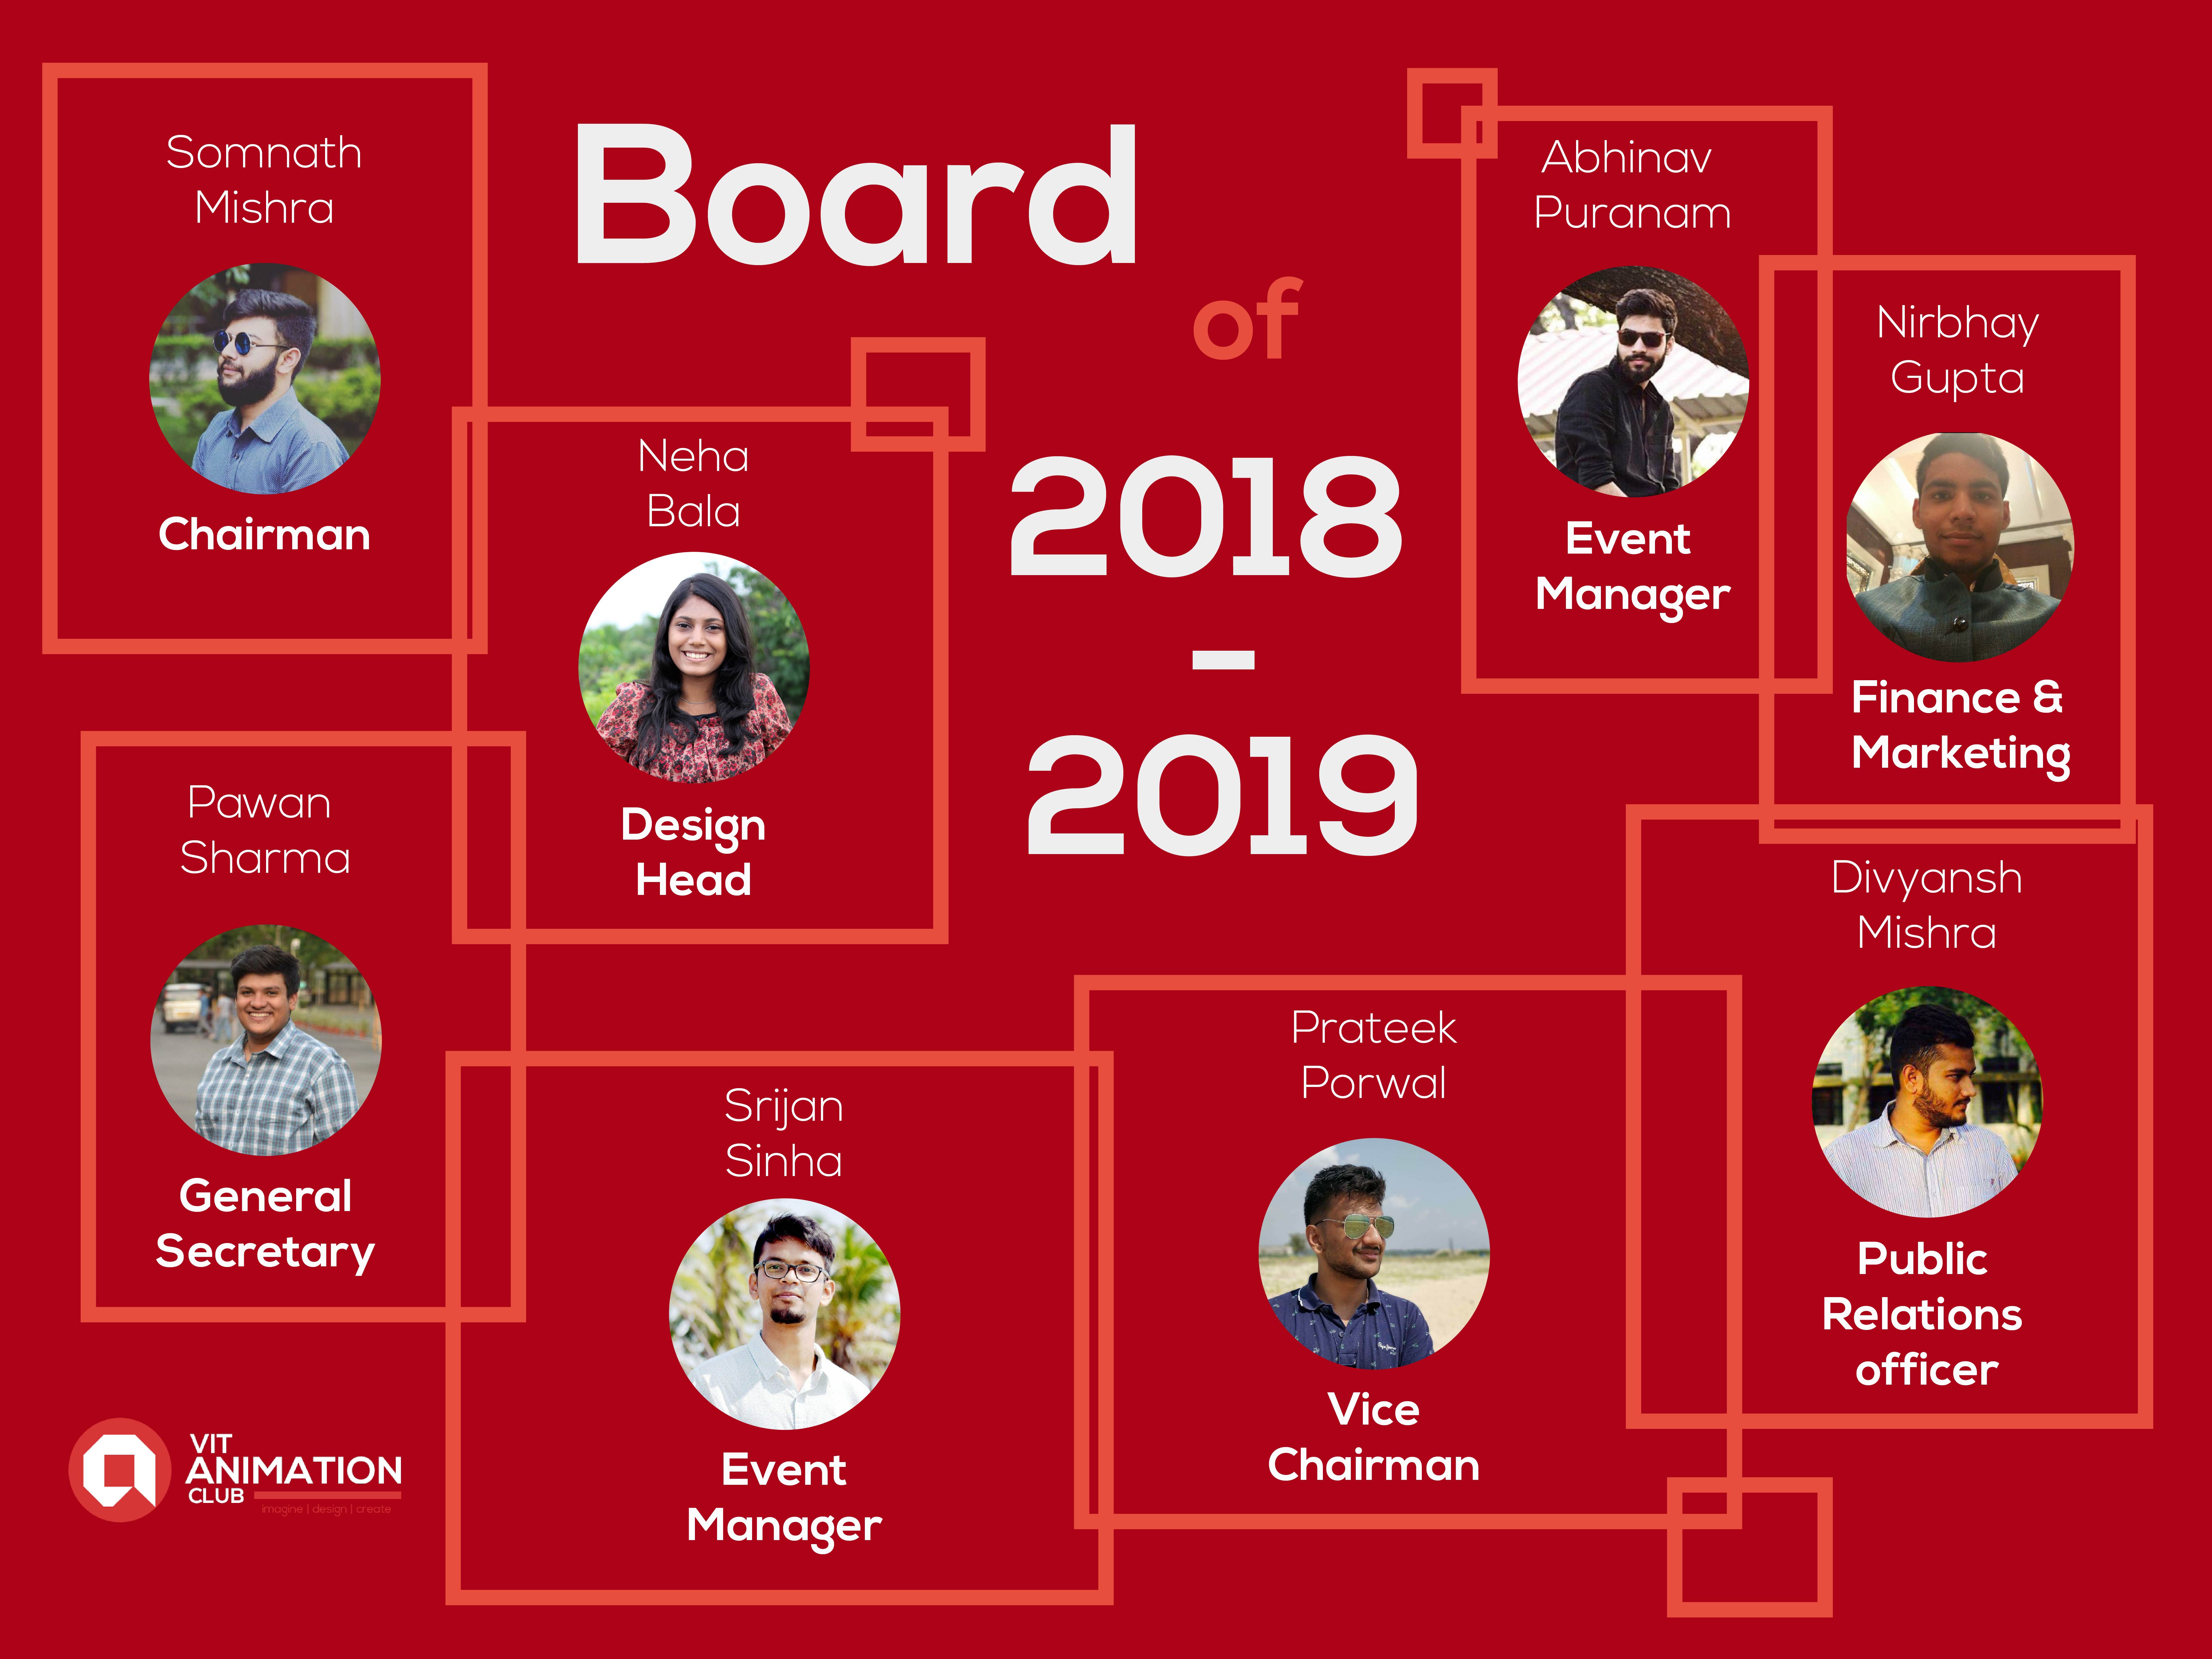 Board
of
2018
-
2019
Somnath
Mishra
Chairman
Neha
Bala
Design
Head
Abhinav
Puranam
Event
Manager
Nirbhay
Gupta
Finance &
Marketing
Pawan
Sharma
General
Secretary
Srijan
Sinha
Event
Manager
Prateek
Porwal
Vice
Chairman
Divyansh
Mishra
Public
Relations
officer
VIT
ANIMATION
CLUB
imagine | design | create